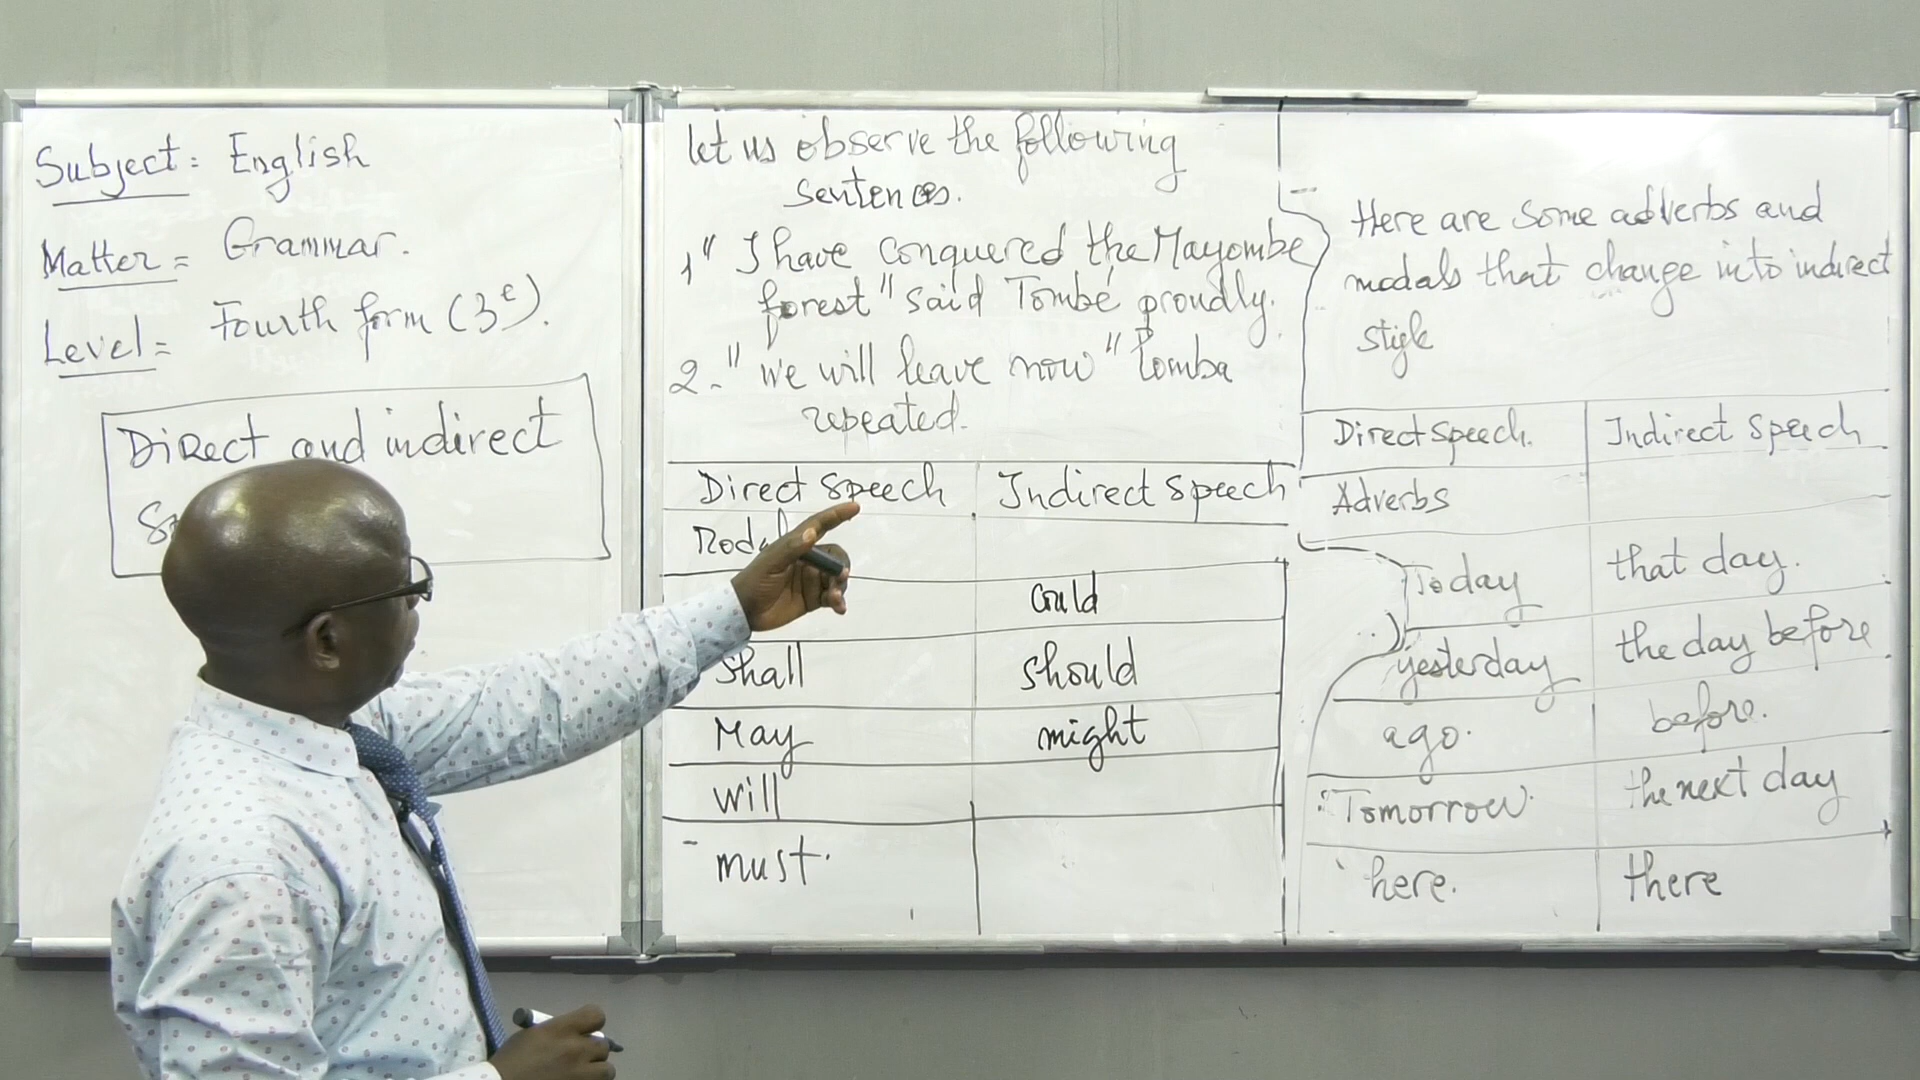 Subject: English
Matter = Grammar.
Level = Fourth form (3e).
Direct and indirect
let us observe the following
sentences.
1" I have conquered the Mayombe
forest" said Tombé proudly.
2-" we will leave now" tomba
repeated.
Direct speech Indirect speech
could
shall should
May might
will
- must.
Here are some adverbs and
modals that change into indirect
style
Direct speech. Indirect speech
Adverbs
Today that day.
yesterday the day before
ago. before.
Tomorrow. the next day
here. there